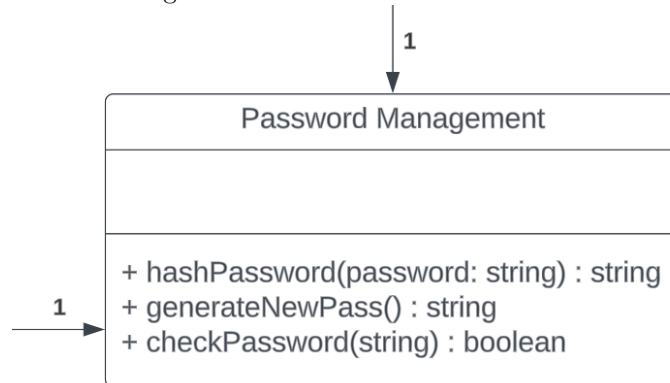 1
Password Management
+ hashPassword(password: string) : string
+ generateNewPass() : string
1
+ checkPassword(string) : boolean